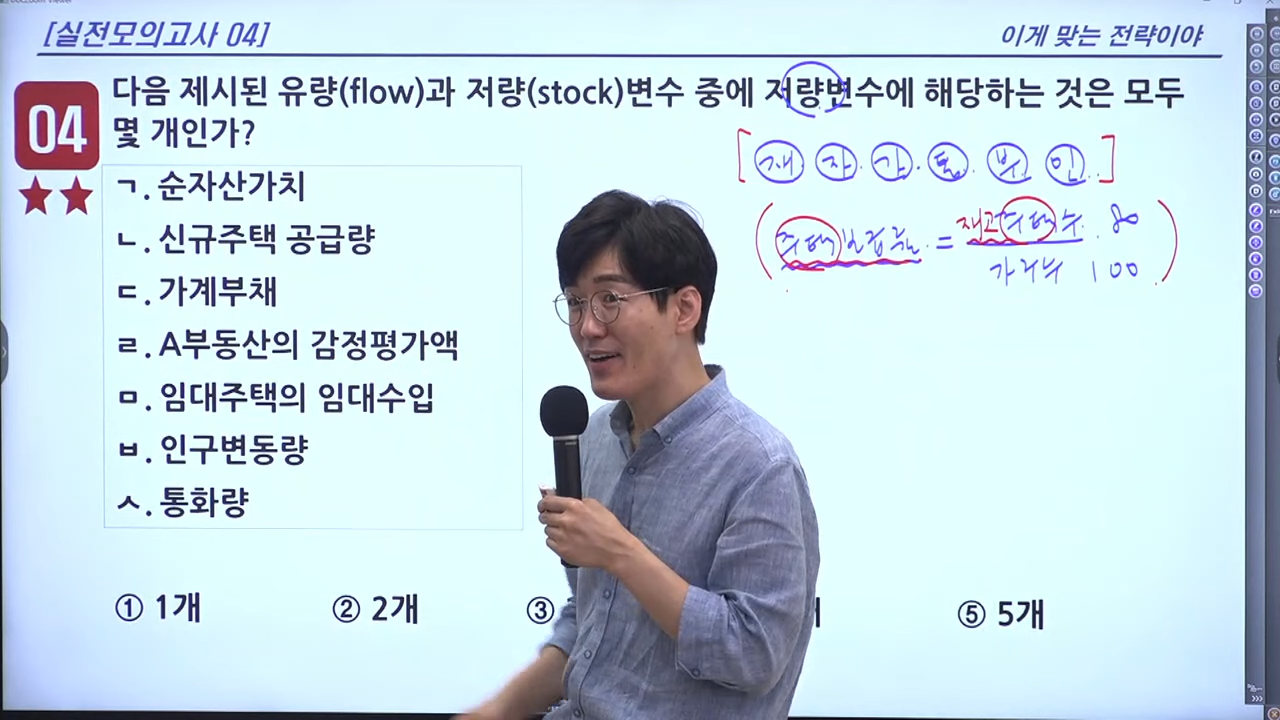 [실전모의고사 04]
이게 맞는 전략이야
04
다음 제시된 유량(flow)과 저량(stock)변수 중에 저량변수에 해당하는 것은 모두
몇 개인가?
[재 자 가 통 부 인]
주택보급률 = 재고주택수 80
가구수 100
ㄱ. 순자산가치
ㄴ. 신규주택 공급량
ㄷ. 가계부채
ㄹ. A부동산의 감정평가액
ㅁ. 임대주택의 임대수입
ㅂ. 인구변동량
ㅅ. 통화량
① 1개
② 2개
③
⑤ 5개